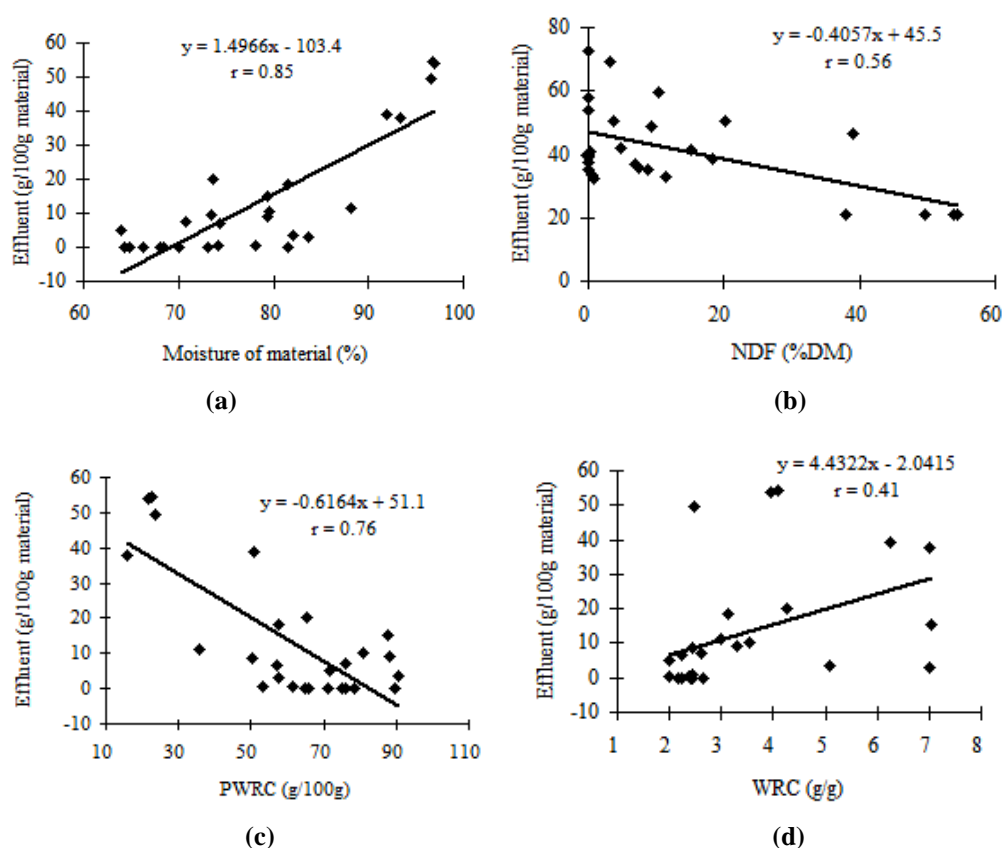 y = 1.4966x - 103.4
r = 0.85
Effluent (g/100g material)
60
50
40
30
20
10
0
-10
60 70 80 90 100
Moisture of material (%)
(a)
y = -0.4057x + 45.5
r = 0.56
Effluent (g/100g material)
80
60
40
20
0
0 20 40 60
NDF (%DM)
(b)
y = -0.6164x + 51.1
r = 0.76
Effluent (g/100g material)
60
50
40
30
20
10
0
-10
10 30 50 70 90 110
PWRC (g/100g)
(c)
y = 4.4322x - 2.0415
r = 0.41
Effluent (g/100g material)
60
50
40
30
20
10
0
-10
1 2 3 4 5 6 7 8
WRC (g/g)
(d)